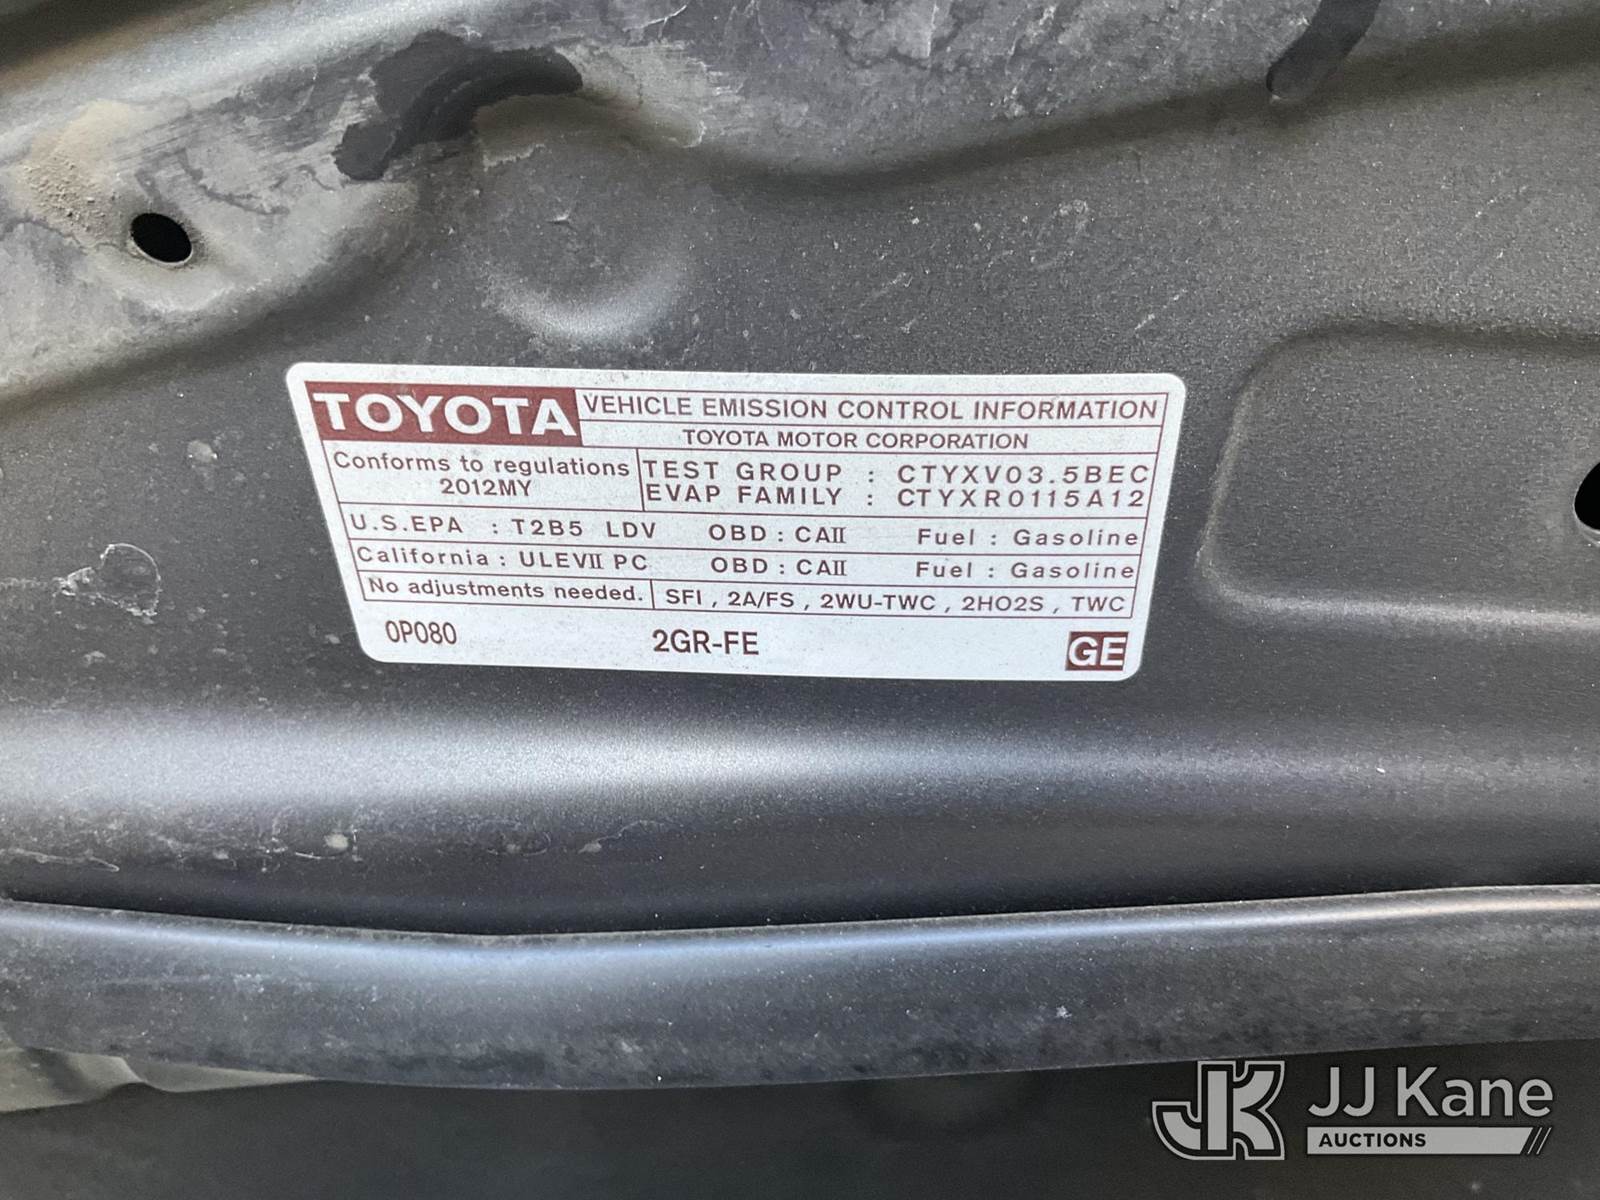 TOYOTA VEHICLE EMISSION CONTROL INFORMATION
TOYOTA MOTOR CORPORATION
Conforms to regulations
2012MY
TEST GROUP : CTYXV03.5BEC
EVAP FAMILY : CTYXR0115A12
U.S.EPA : T2B5 LDV OBD : CAII Fuel : Gasoline
California : ULEVII PC OBD : CAII Fuel : Gasoline
No adjustments needed. SFI , 2A/FS , 2WU-TWC , 2HO2S , TWC
0P080 2GR-FE GE
JK JJ Kane
AUCTIONS